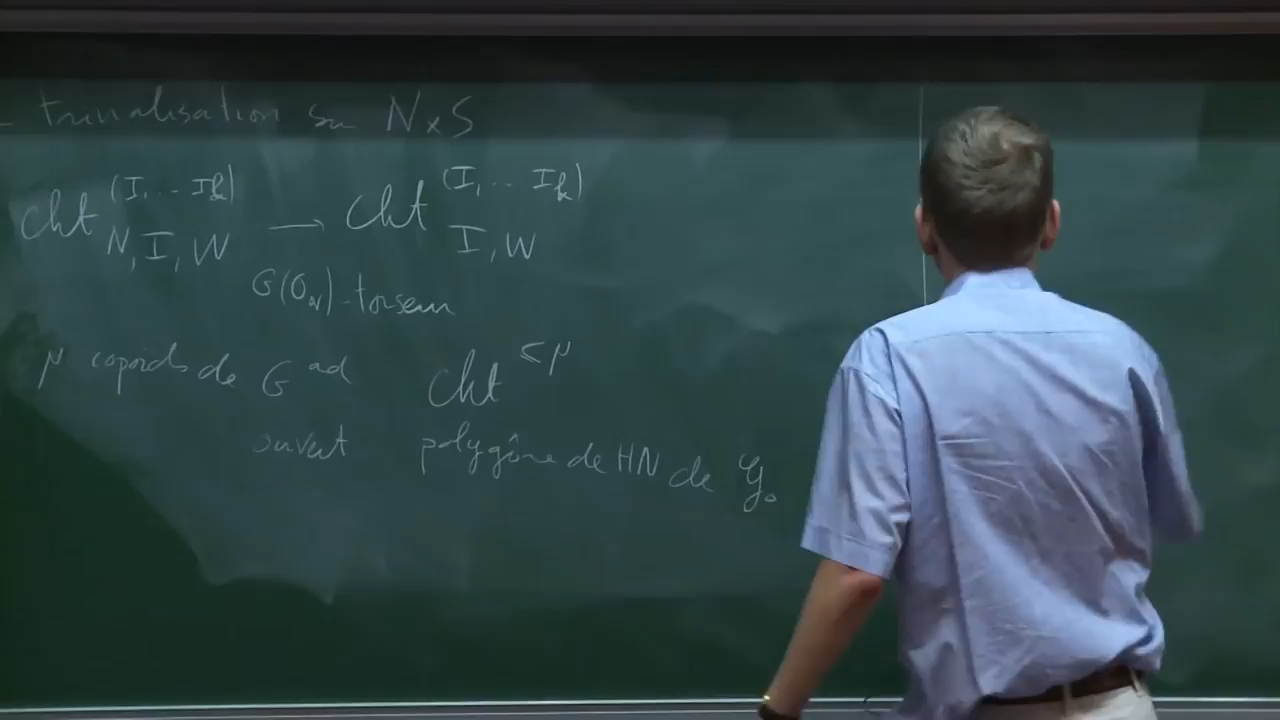 - trivialisation sur N×S
Cht^{(I₁...I_k)}_{N,I,W} → Cht^{(I₁...I_k)}_{I,W}
G(O_N)-torseur
μ copoids de G^{ad} Cht^{≤μ}
ouvert polygône de HN de 𝒢₀